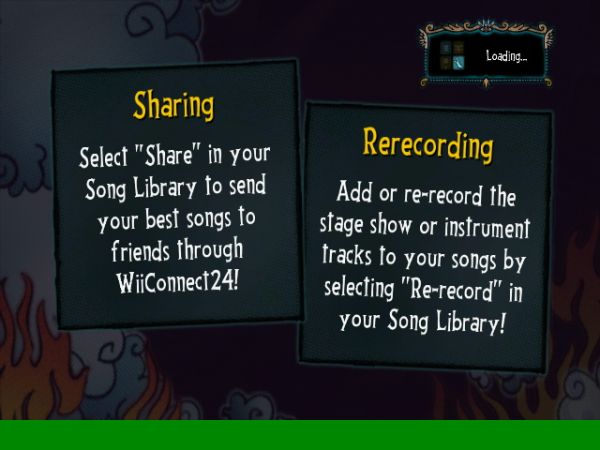 Loading...
Sharing
Select "Share" in your
Song Library to send
your best songs to
friends through
WiiConnect24!
Rerecording
Add or re-record the
stage show or instrument
tracks to your songs by
selecting "Re-record" in
your Song Library!